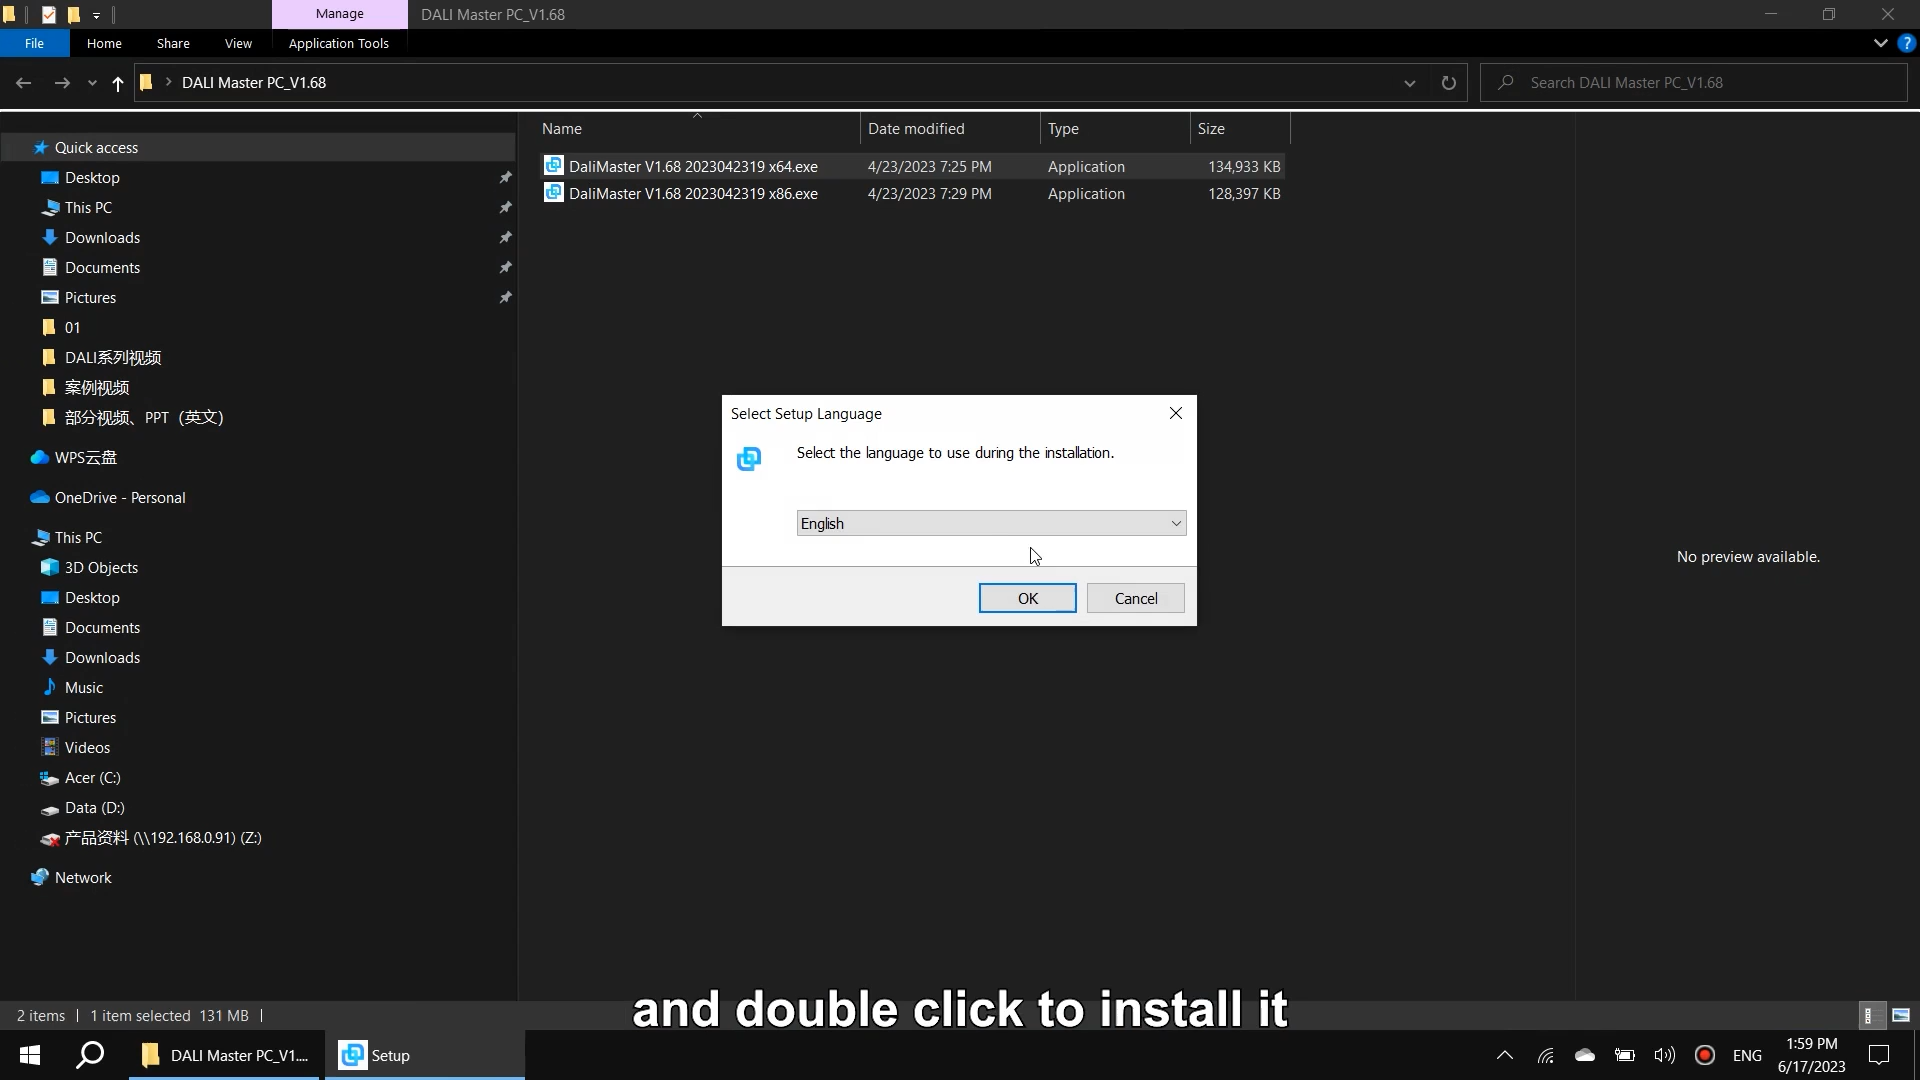 Manage
DALI Master PC_V1.68
File
Home
Share
View
Application Tools
DALI Master PC_V1.68
Search DALI Master PC_V1.68
Name
Date modified
Type
Size
Quick access
Desktop
This PC
Downloads
Documents
Pictures
01
DALI系列视频
案例视频
部分视频、PPT（英文）
WPS云盘
OneDrive - Personal
This PC
3D Objects
Desktop
Documents
Downloads
Music
Pictures
Videos
Acer (C:)
Data (D:)
产品资料 (\\192.168.0.91) (Z:)
Network
DaliMaster V1.68 2023042319 x64.exe 4/23/2023 7:25 PM Application 134,933 KB
DaliMaster V1.68 2023042319 x86.exe 4/23/2023 7:29 PM Application 128,397 KB
Select Setup Language
Select the language to use during the installation.
English
OK
Cancel
No preview available.
and double click to install it
2 items
1 item selected 131 MB
DALI Master PC_V1....
Setup
ENG
1:59 PM
6/17/2023